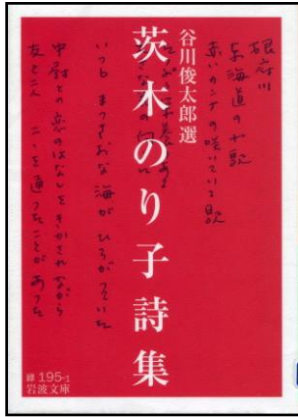 谷川俊太郎選
茨木のり子詩集
根府川
東海道の小駅
赤いカンナの咲いている駅
いつもまっさおな海がひろがっていた
中尉との恋のはなしをきかされながら
友と二人ここを通ったことがあった
緑195-1
岩波文庫